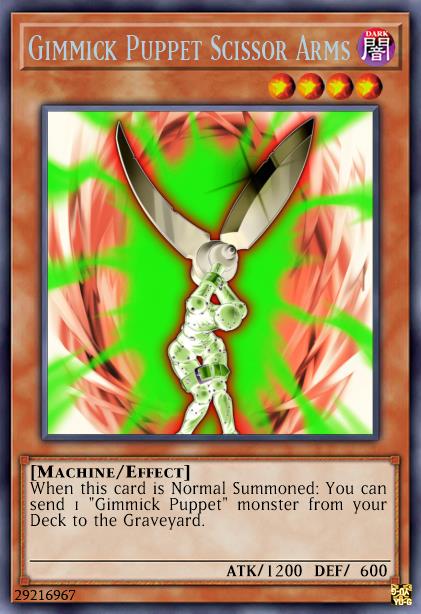 GIMMICK PUPPET SCISSOR ARMS
DARK
闇
[MACHINE/EFFECT]
When this card is Normal Summoned: You can
send 1 "Gimmick Puppet" monster from your
Deck to the Graveyard.
ATK/1200 DEF/ 600
29216967